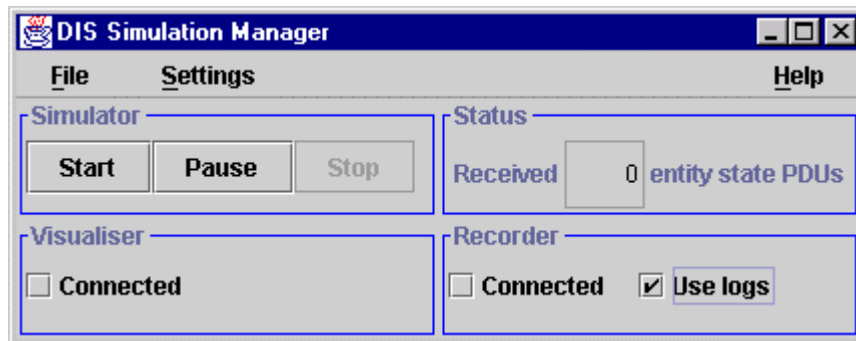 DIS Simulation Manager
File Settings Help
Simulator
Start Pause Stop
Status
Received 0 entity state PDUs
Visualiser
Connected
Recorder
Connected Use logs